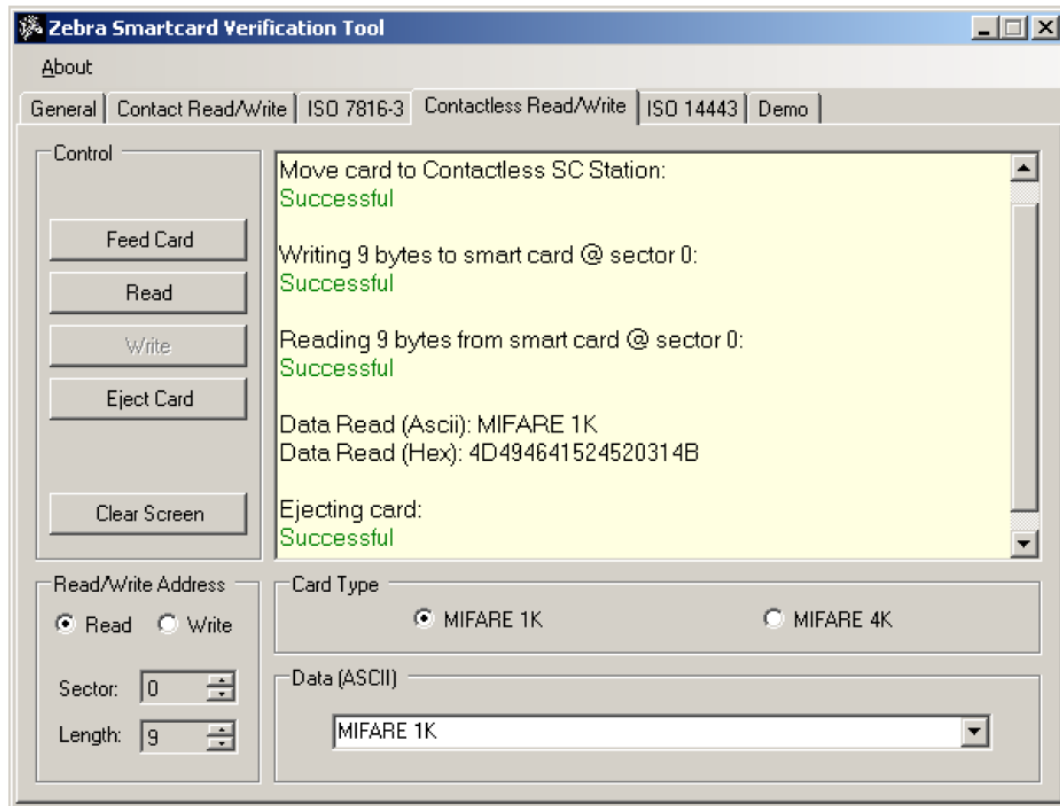 Zebra Smartcard Verification Tool
About
General Contact Read/Write ISO 7816-3 Contactless Read/Write ISO 14443 Demo
Control
Feed Card
Read
Write
Eject Card
Clear Screen
Move card to Contactless SC Station:
Successful
Writing 9 bytes to smart card @ sector 0:
Successful
Reading 9 bytes from smart card @ sector 0:
Successful
Data Read (Ascii): MIFARE 1K
Data Read (Hex): 4D494641524520314B
Ejecting card:
Successful
Read/Write Address
Read Write
Sector: 0
Length: 9
Card Type
MIFARE 1K MIFARE 4K
Data (ASCII)
MIFARE 1K